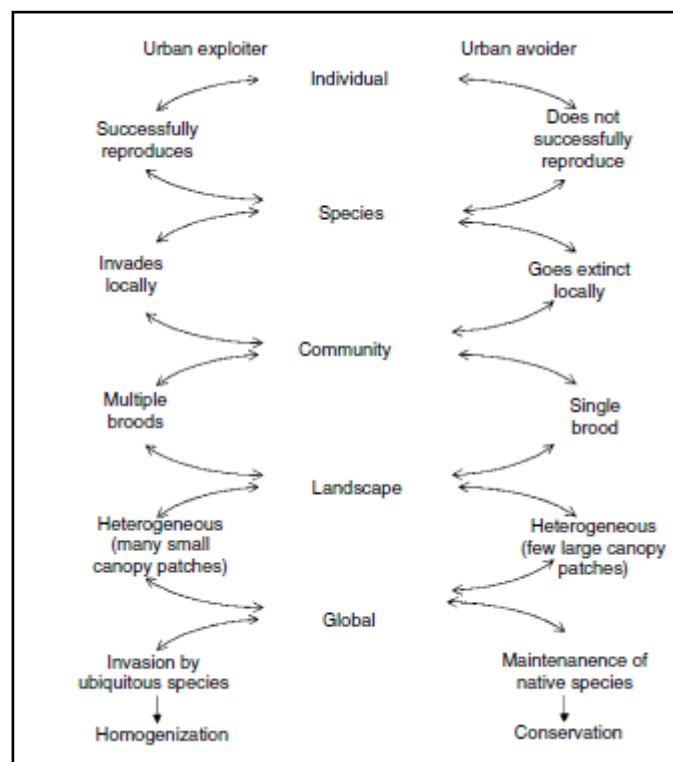 Urban exploiter
Urban avoider
Individual
Successfully
reproduces
Does not
successfully
reproduce
Species
Invades
locally
Goes extinct
locally
Community
Multiple
broods
Single
brood
Landscape
Heterogeneous
(many small
canopy patches)
Heterogeneous
(few large canopy
patches)
Global
Invasion by
ubiquitous species
Maintenanence of
native species
Homogenization
Conservation